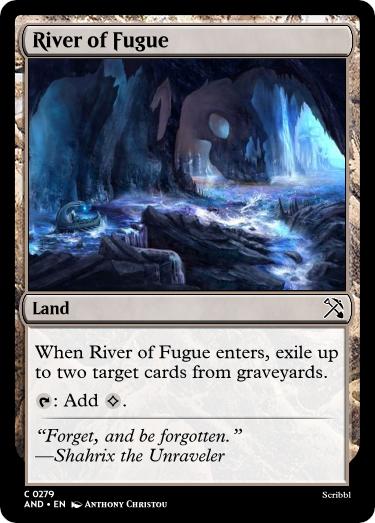 River of Fugue
Land
When River of Fugue enters, exile up
to two target cards from graveyards.
: Add .
“Forget, and be forgotten.”
—Shahrix the Unraveler
C 0279
Scribbl
AND • EN Anthony Christou